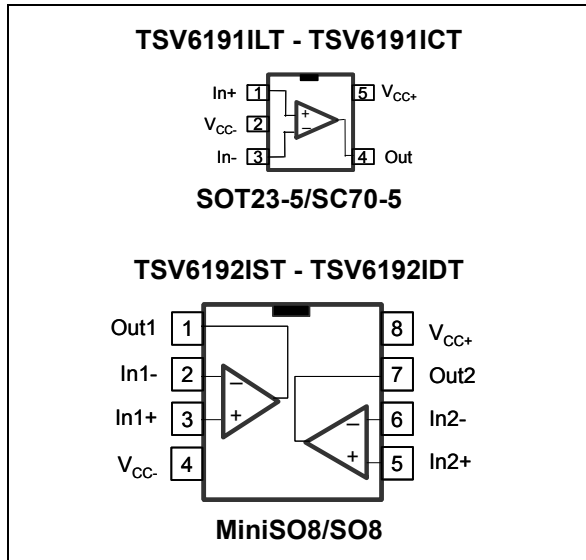 TSV6191ILT - TSV6191ICT
In+ 1 5 VCC+
+
VCC- 2
−
In- 3 4 Out
SOT23-5/SC70-5
TSV6192IST - TSV6192IDT
Out1 1 8 VCC+
In1- 2 − 7 Out2
In1+ 3 + − 6 In2-
VCC- 4 + 5 In2+
MiniSO8/SO8